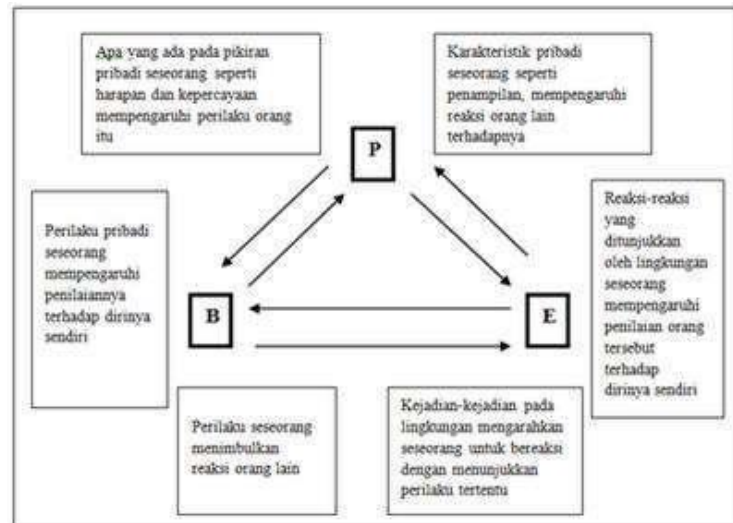 Apa yang ada pada pikiran
pribadi seseorang seperti
harapan dan kepercayaan
mempengaruhi perilaku orang
itu
Karakteristik pribadi
seseorang seperti
penampilan, mempengaruhi
reaksi orang lain
terhadapnya
P
Perilaku pribadi
seseorang
mempengaruhi
penilaiannya
terhadap dirinya
sendiri
B
E
Reaksi-reaksi
yang
ditunjukkan
oleh lingkungan
seseorang
mempengaruhi
penilaian orang
tersebut
terhadap
dirinya sendiri
Perilaku seseorang
menimbulkan
reaksi orang lain
Kejadian-kejadian pada
lingkungan mengarahkan
seseorang untuk bereaksi
dengan menunjukkan
perilaku tertentu